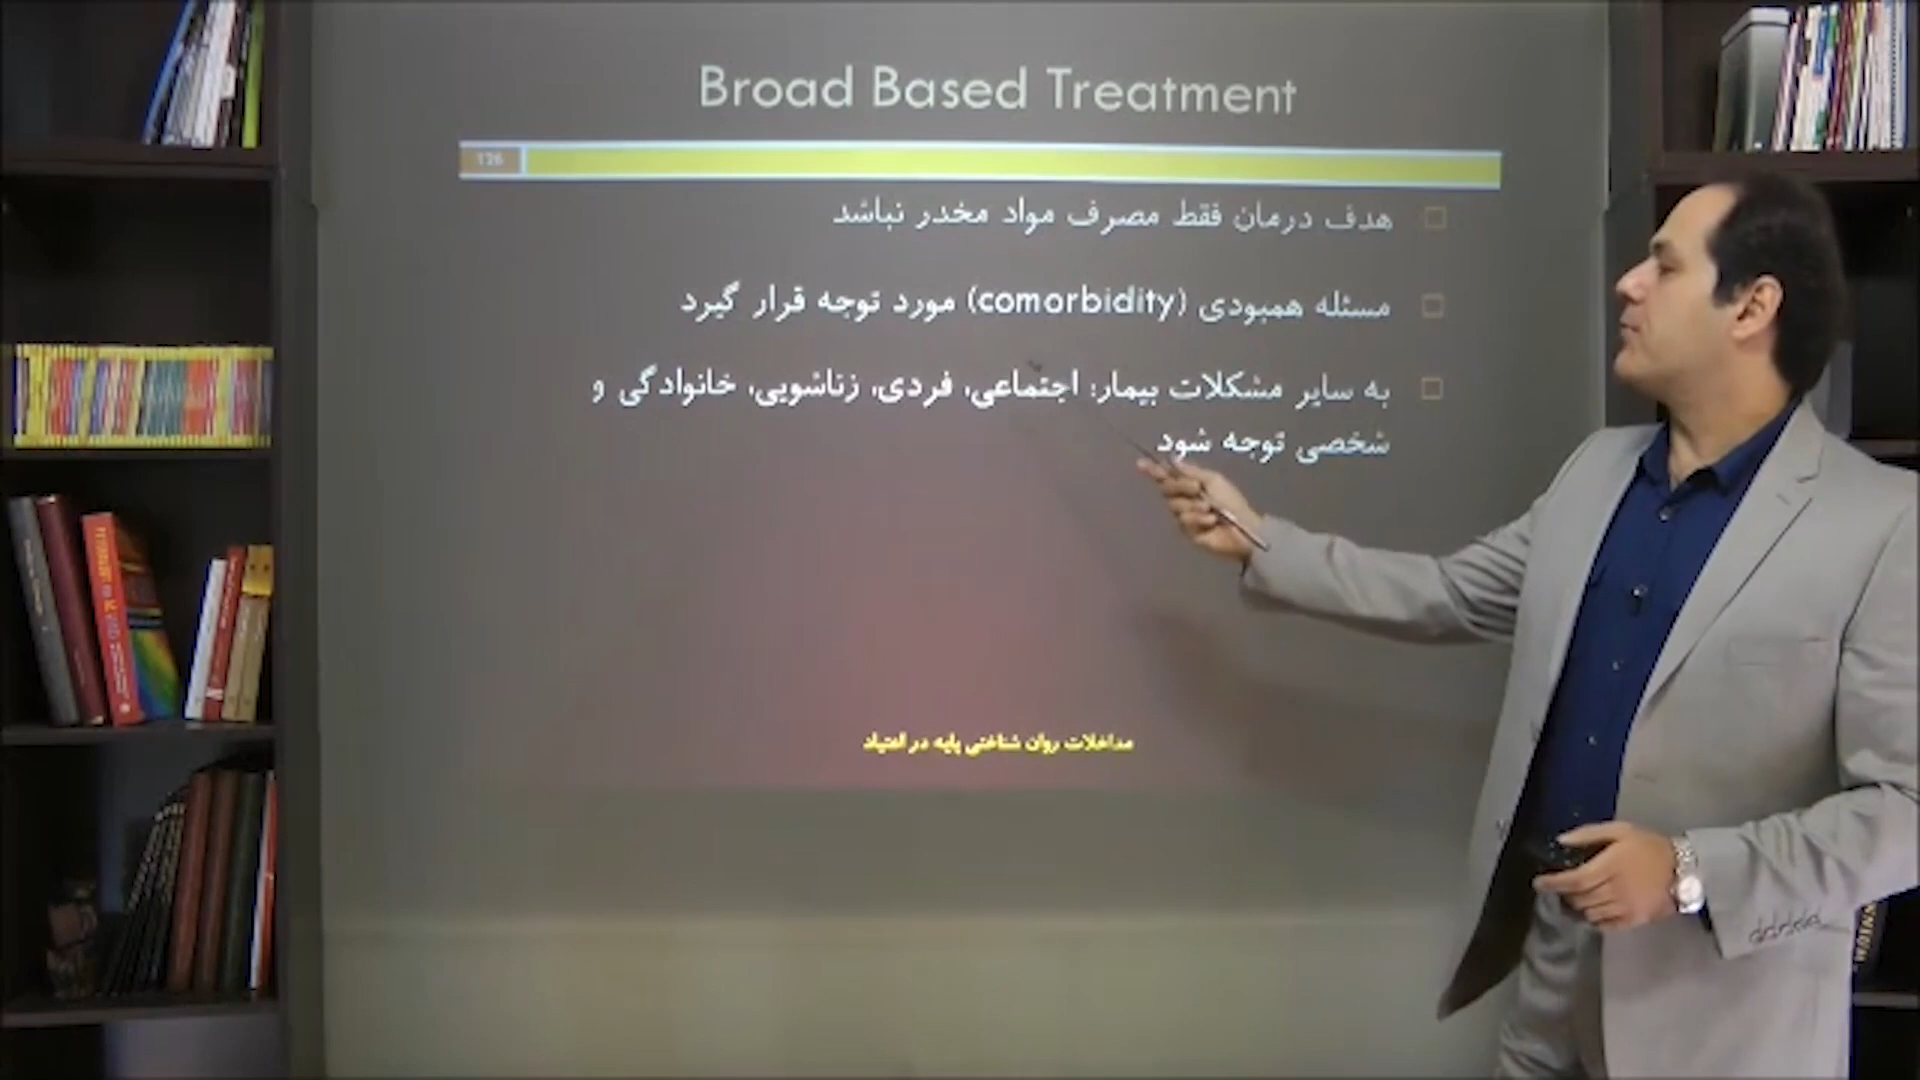 Broad Based Treatment
126
هدف درمان فقط مصرف مواد مخدر نباشد
مسئله همبودی (comorbidity) مورد توجه قرار گیرد
به سایر مشکلات بیمار: اجتماعی، فردی، زناشویی، خانوادگی و
شخصی توجه شود
مداخلات روان شناختی پایه در اعتیاد